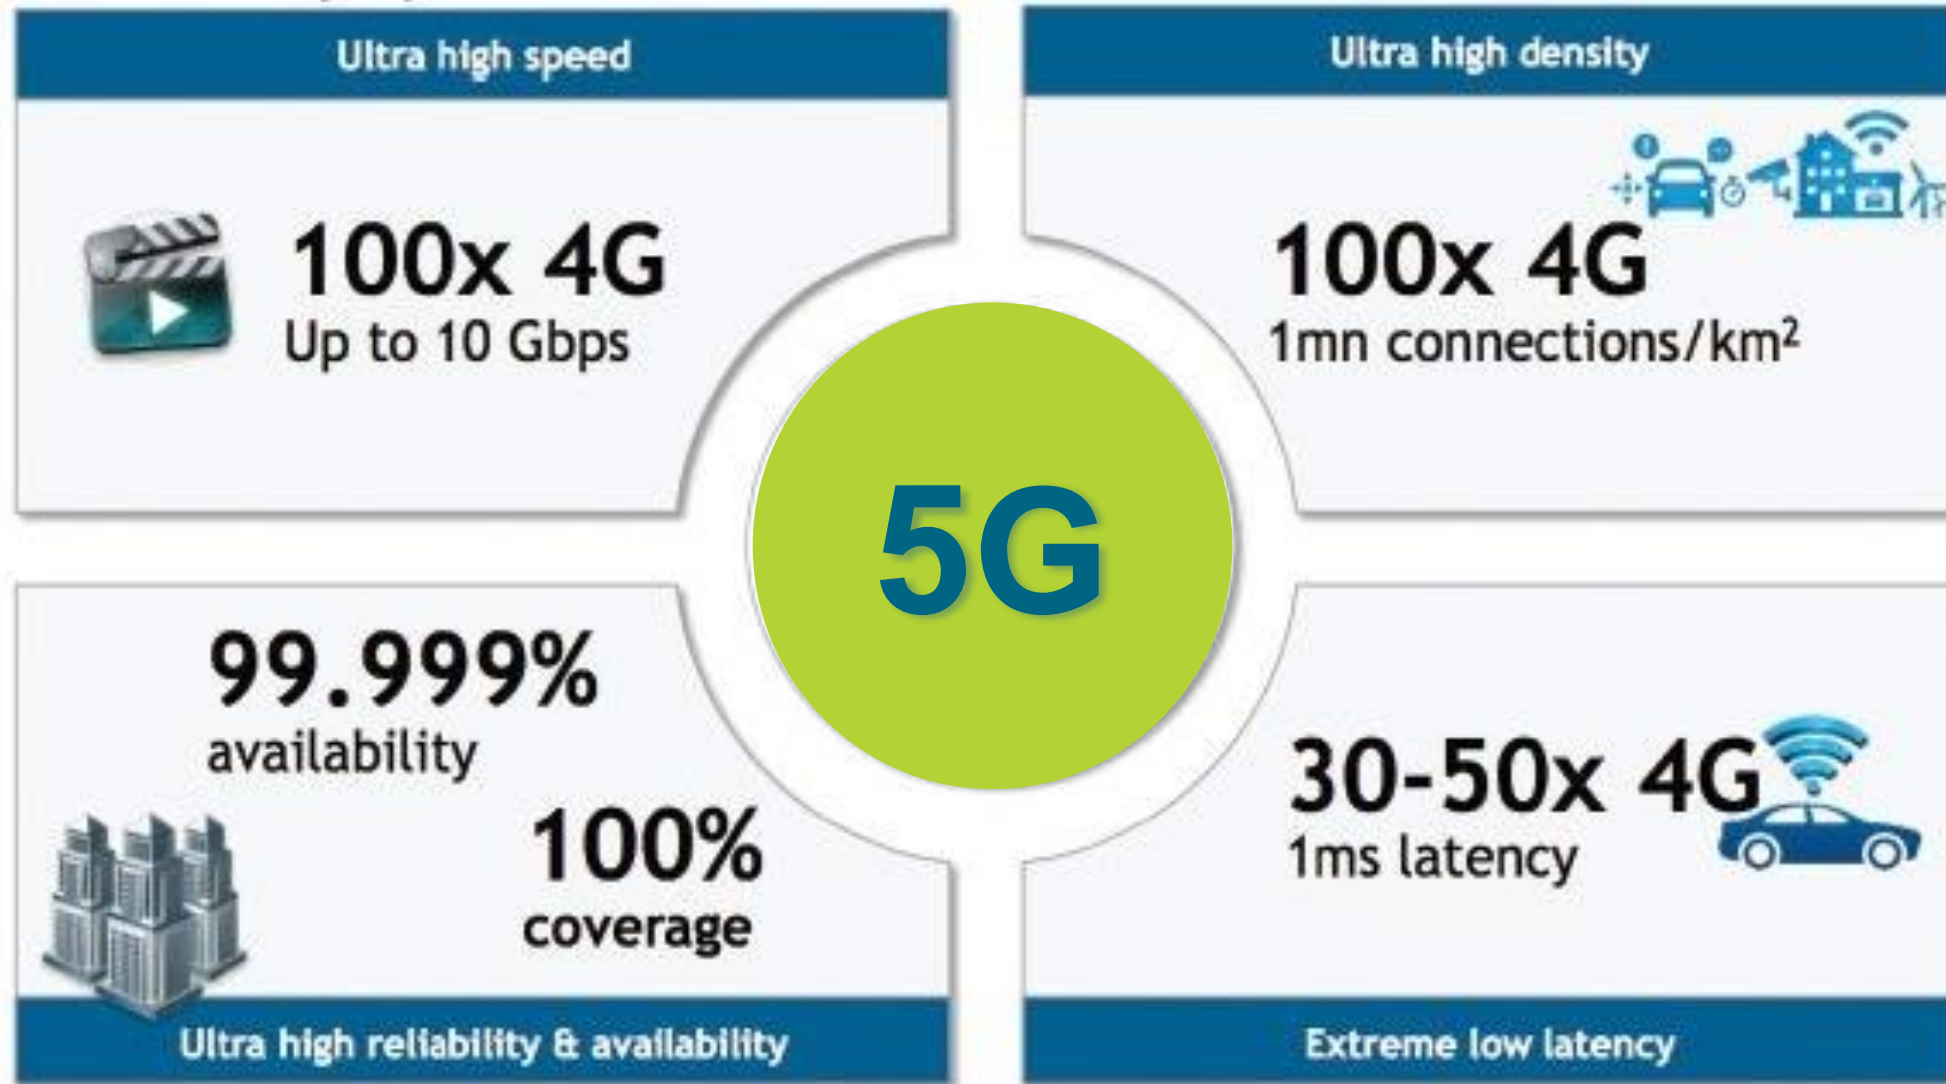 Ultra high speed
100x 4G
Up to 10 Gbps
Ultra high density
100x 4G
1mn connections/km²
5G
99.999%
availability
100%
coverage
Ultra high reliability & availability
30-50x 4G
1ms latency
Extreme low latency